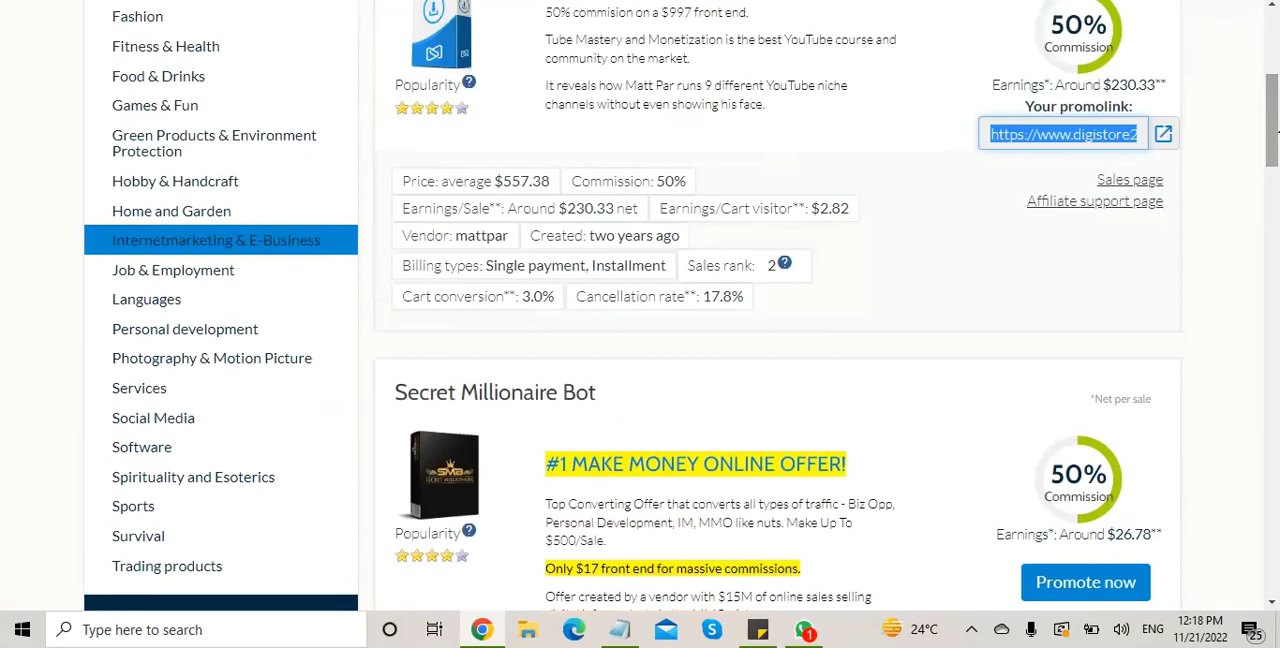 Fashion
Fitness & Health
Food & Drinks
Games & Fun
Green Products & Environment
Protection
Hobby & Handcraft
Home and Garden
Internetmarketing & E-Business
Job & Employment
Languages
Personal development
Photography & Motion Picture
Services
Social Media
Software
Spirituality and Esoterics
Sports
Survival
Trading products
Popularity ?
50% commision on a $997 front end.
Tube Mastery and Monetization is the best YouTube course and
community on the market.
It reveals how Matt Par runs 9 different YouTube niche
channels without even showing his face.
50%
Commission
Earnings*: Around $230.33**
Your promolink:
https://www.digistore2
Sales page
Affiliate support page
Price: average $557.38
Commission: 50%
Earnings/Sale**: Around $230.33 net
Earnings/Cart visitor**: $2.82
Vendor: mattpar
Created: two years ago
Billing types: Single payment, Installment
Sales rank: 2 ?
Cart conversion**: 3.0%
Cancellation rate**: 17.8%
Secret Millionaire Bot
*Net per sale
SMB
SECRET MILLIONAIRE
Popularity ?
#1 MAKE MONEY ONLINE OFFER!
Top Converting Offer that converts all types of traffic - Biz Opp,
Personal Development, IM, MMO like nuts. Make Up To
$500/Sale.
Only $17 front end for massive commissions.
Offer created by a vendor with $15M of online sales selling
50%
Commission
Earnings*: Around $26.78**
Promote now
Type here to search
1
24°C
ENG
12:18 PM
11/21/2022
25